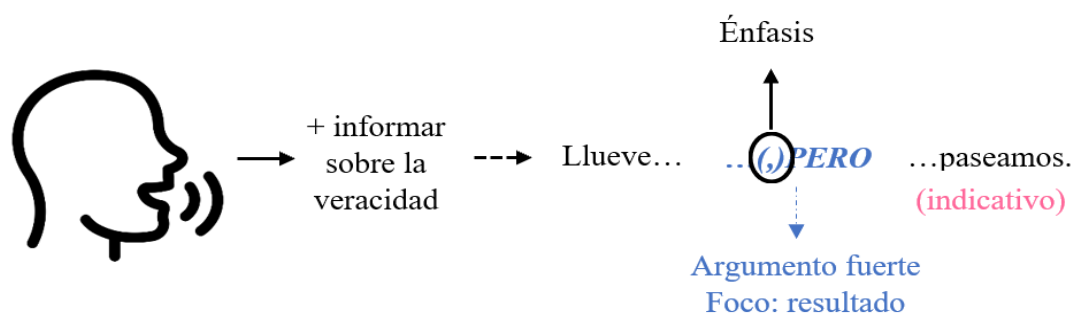 Énfasis
+ informar
sobre la
veracidad
Llueve… …(,)PERO …paseamos.
(indicativo)
Argumento fuerte
Foco: resultado